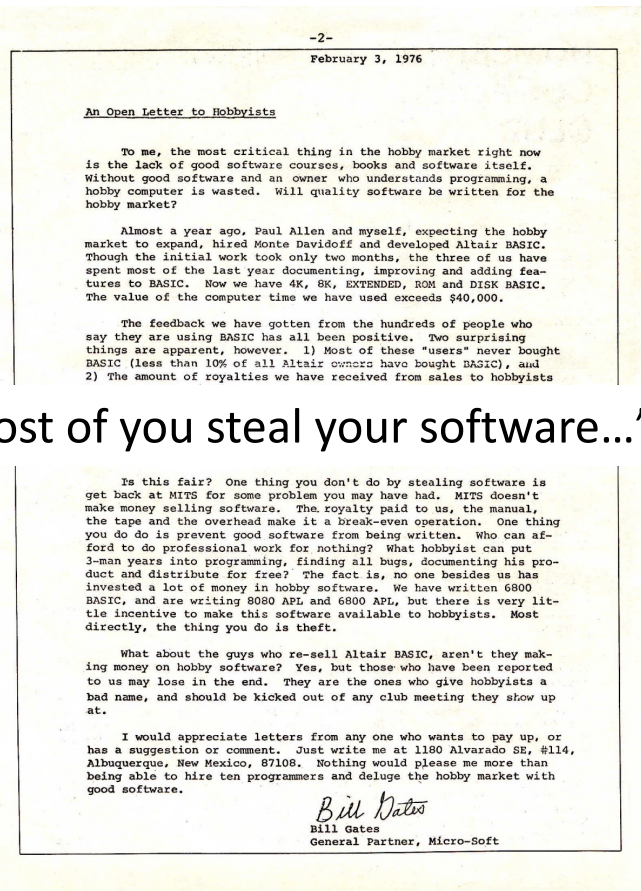 -2-
February 3, 1976
An Open Letter to Hobbyists
To me, the most critical thing in the hobby market right now
is the lack of good software courses, books and software itself.
Without good software and an owner who understands programming, a
hobby computer is wasted. Will quality software be written for the
hobby market?
Almost a year ago, Paul Allen and myself, expecting the hobby
market to expand, hired Monte Davidoff and developed Altair BASIC.
Though the initial work took only two months, the three of us have
spent most of the last year documenting, improving and adding fea-
tures to BASIC. Now we have 4K, 8K, EXTENDED, ROM and DISK BASIC.
The value of the computer time we have used exceeds $40,000.
The feedback we have gotten from the hundreds of people who
say they are using BASIC has all been positive. Two surprising
things are apparent, however. 1) Most of these "users" never bought
BASIC (less than 10% of all Altair owners have bought BASIC), and
2) The amount of royalties we have received from sales to hobbyists
ost of you steal your software…”
Is this fair? One thing you don't do by stealing software is
get back at MITS for some problem you may have had. MITS doesn't
make money selling software. The royalty paid to us, the manual,
the tape and the overhead make it a break-even operation. One thing
you do do is prevent good software from being written. Who can af-
ford to do professional work for nothing? What hobbyist can put
3-man years into programming, finding all bugs, documenting his pro-
duct and distribute for free? The fact is, no one besides us has
invested a lot of money in hobby software. We have written 6800
BASIC, and are writing 8080 APL and 6800 APL, but there is very lit-
tle incentive to make this software available to hobbyists. Most
directly, the thing you do is theft.
What about the guys who re-sell Altair BASIC, aren't they mak-
ing money on hobby software? Yes, but those who have been reported
to us may lose in the end. They are the ones who give hobbyists a
bad name, and should be kicked out of any club meeting they show up
at.
I would appreciate letters from any one who wants to pay up, or
has a suggestion or comment. Just write me at 1180 Alvarado SE, #114,
Albuquerque, New Mexico, 87108. Nothing would please me more than
being able to hire ten programmers and deluge the hobby market with
good software.
Bill Gates
Bill Gates
General Partner, Micro-Soft